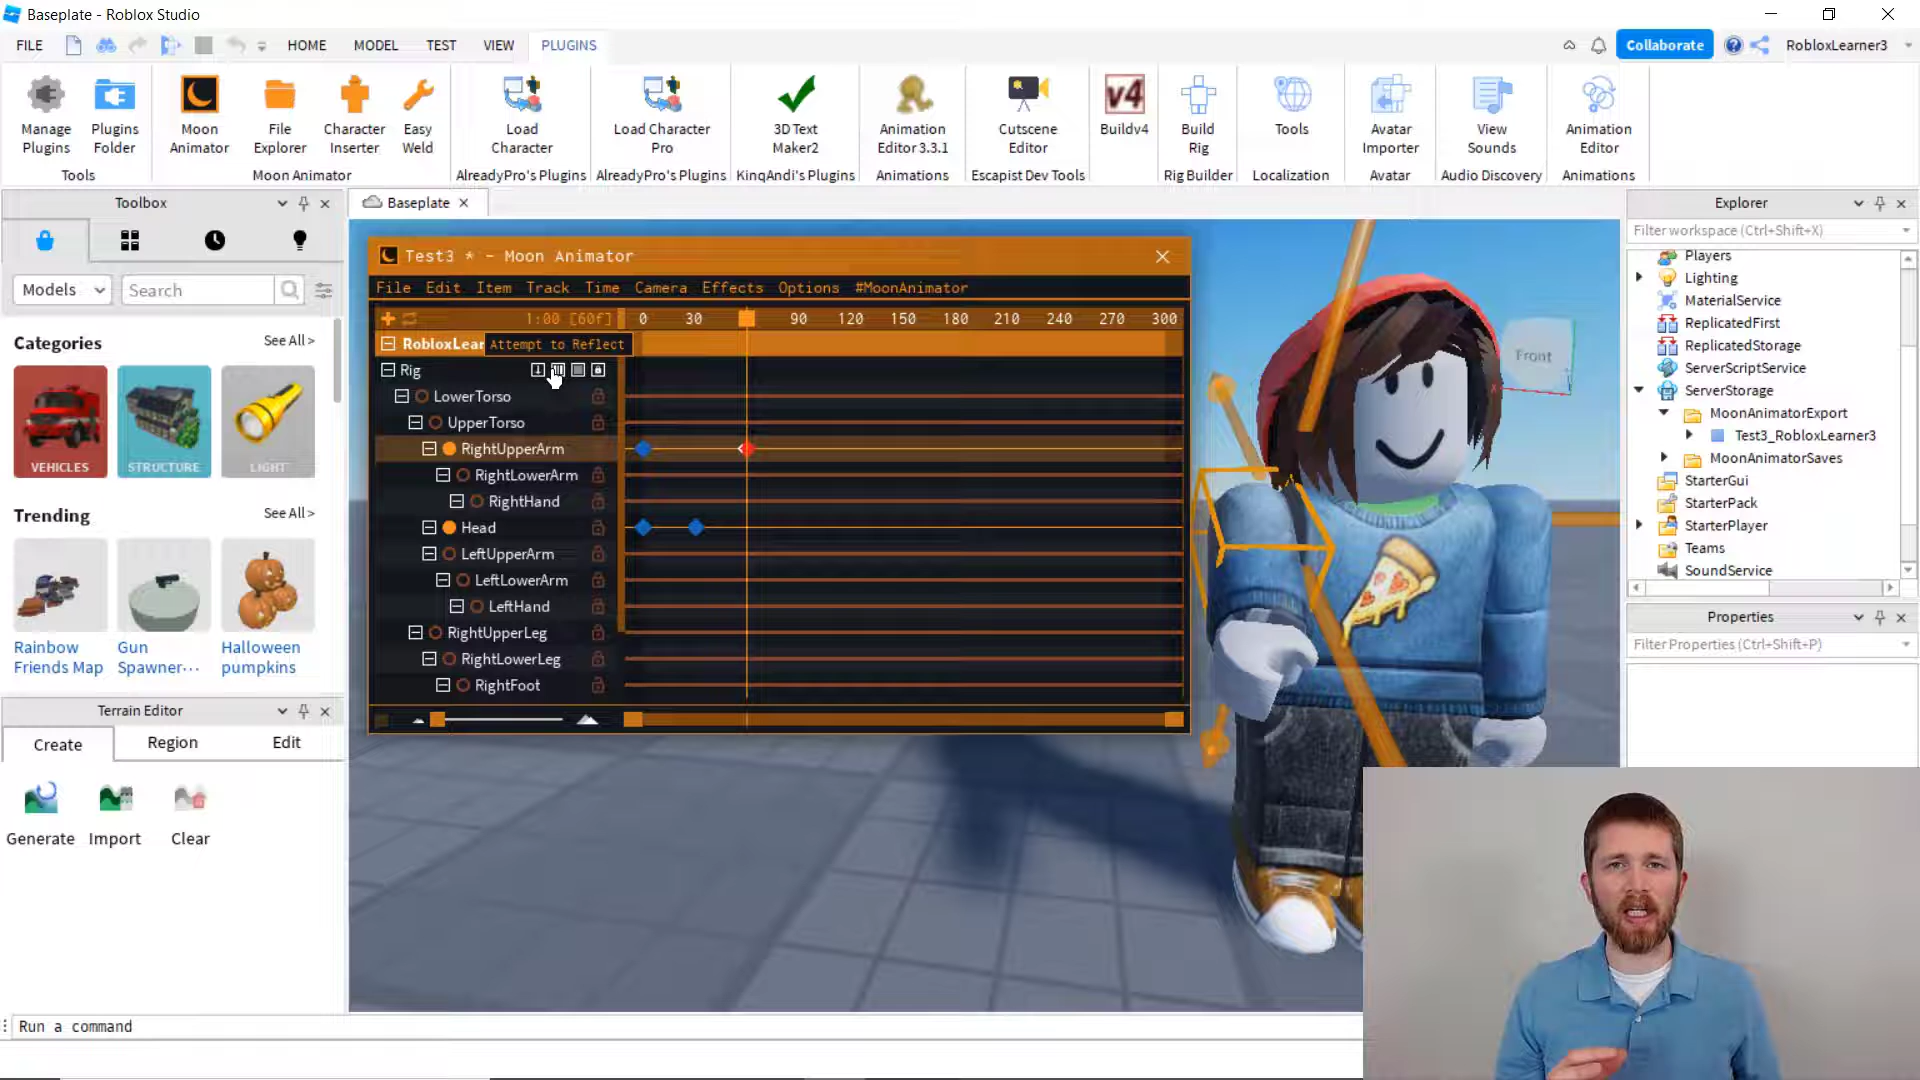 Baseplate - Roblox Studio
FILE
HOME
MODEL
TEST
VIEW
PLUGINS
Collaborate
RobloxLearner3
Manage Plugins
Plugins Folder
Moon Animator
File Explorer
Character Inserter
Easy Weld
Load Character
Load Character Pro
3D Text Maker2
Animation Editor 3.3.1
Cutscene Editor
v4
Buildv4
Build Rig
Tools
Avatar Importer
View Sounds
Animation Editor
Tools
Moon Animator
AlreadyPro's Plugins
AlreadyPro's Plugins
KinqAndi's Plugins
Animations
Escapist Dev Tools
Rig Builder
Localization
Avatar
Audio Discovery
Animations
Toolbox
Models
Search
Categories
See All >
VEHICLES
STRUCTURE
LIGHT
Trending
See All >
Rainbow
Friends Map
Gun
Spawner···
Halloween
pumpkins
Terrain Editor
Create
Region
Edit
Generate
Import
Clear
Run a command
Baseplate
Test3 * - Moon Animator
File Edit Item Track Time Camera Effects Options #MoonAnimator
1:00 [60f]
0 30 90 120 150 180 210 240 270 300
RobloxLear
Attempt to Reflect
Rig
LowerTorso
UpperTorso
RightUpperArm
RightLowerArm
RightHand
Head
LeftUpperArm
LeftLowerArm
LeftHand
RightUpperLeg
RightLowerLeg
RightFoot
Front
Explorer
Filter workspace (Ctrl+Shift+X)
Players
Lighting
MaterialService
ReplicatedFirst
ReplicatedStorage
ServerScriptService
ServerStorage
MoonAnimatorExport
Test3_RobloxLearner3
MoonAnimatorSaves
StarterGui
StarterPack
StarterPlayer
Teams
SoundService
Properties
Filter Properties (Ctrl+Shift+P)